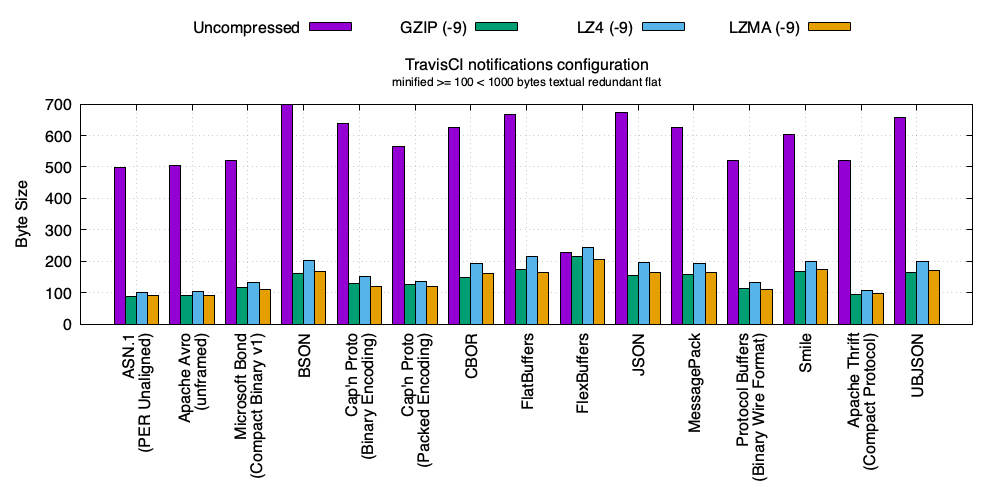 Uncompressed GZIP (-9) LZ4 (-9) LZMA (-9)
TravisCI notifications configuration
minified >= 100 < 1000 bytes textual redundant flat
Byte Size
700
600
500
400
300
200
100
0
ASN.1
(PER Unaligned)
Apache Avro
(unframed)
Microsoft Bond
(Compact Binary v1)
BSON
Cap'n Proto
(Binary Encoding)
Cap'n Proto
(Packed Encoding)
CBOR
FlatBuffers
FlexBuffers
JSON
MessagePack
Protocol Buffers
(Binary Wire Format)
Smile
Apache Thrift
(Compact Protocol)
UBJSON